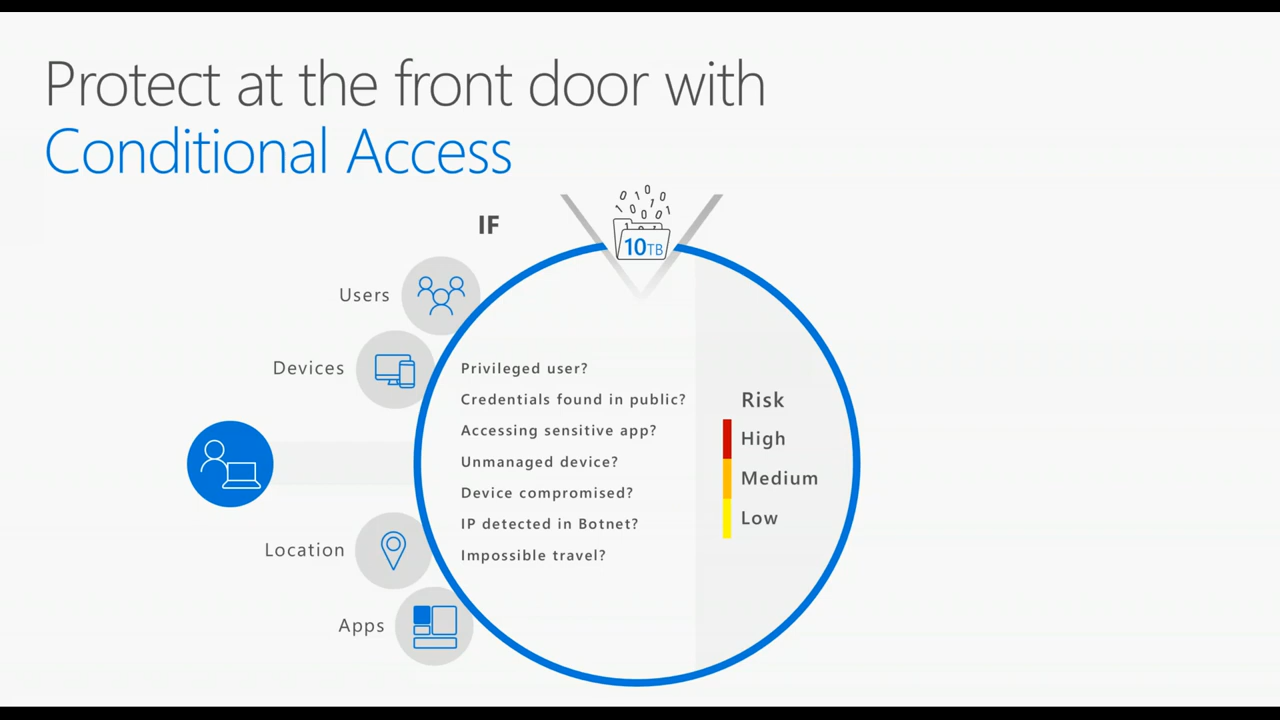 Protect at the front door with
Conditional Access
IF
10TB
Users
Devices
Location
Apps
Privileged user?
Credentials found in public?
Accessing sensitive app?
Unmanaged device?
Device compromised?
IP detected in Botnet?
Impossible travel?
Risk
High
Medium
Low